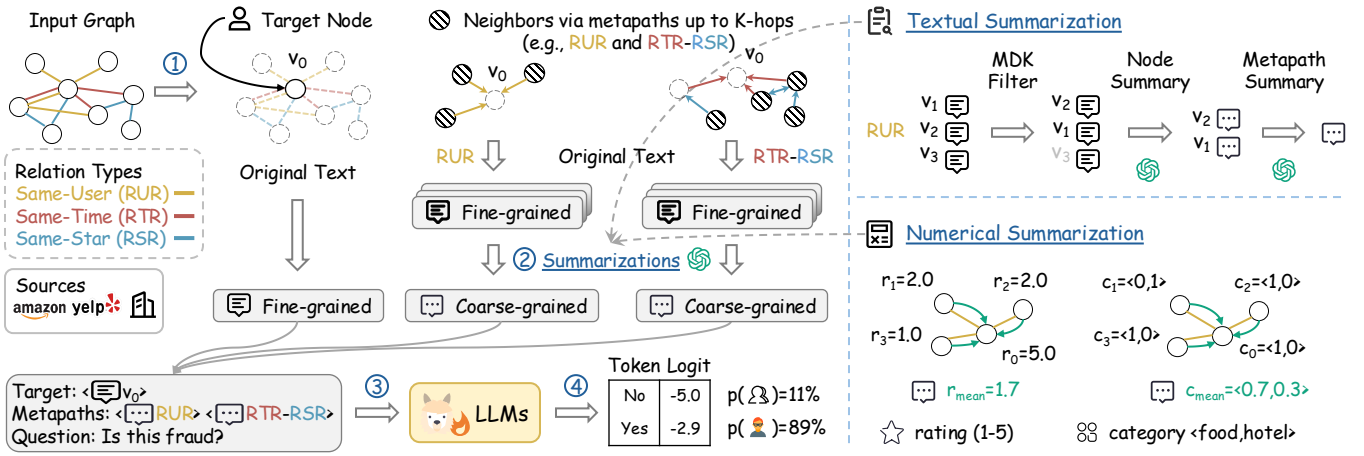 Input Graph
①
Target Node
v0
Neighbors via metapaths up to K-hops
(e.g., RUR and RTR-RSR)
v0
v0
Relation Types
Same-User (RUR)
Same-Time (RTR)
Same-Star (RSR)
Sources
amazon yelp
Original Text
RUR
Original Text
RTR-RSR
Fine-grained
Fine-grained
② Summarizations
Fine-grained
Coarse-grained
Coarse-grained
Target: < v0>
Metapaths: < RUR> < RTR-RSR>
Question: Is this fraud?
③
LLMs
④
Token Logit
No -5.0
Yes -2.9
p( )=11%
p( )=89%
Textual Summarization
MDK
Filter
Node
Summary
Metapath
Summary
RUR
v1
v2
v3
v2
v1
v3
v2
v1
Numerical Summarization
r1=2.0
r2=2.0
r3=1.0
r0=5.0
rmean=1.7
rating (1-5)
c1=<0,1>
c2=<1,0>
c3=<1,0>
c0=<1,0>
cmean=<0.7,0.3>
category <food,hotel>